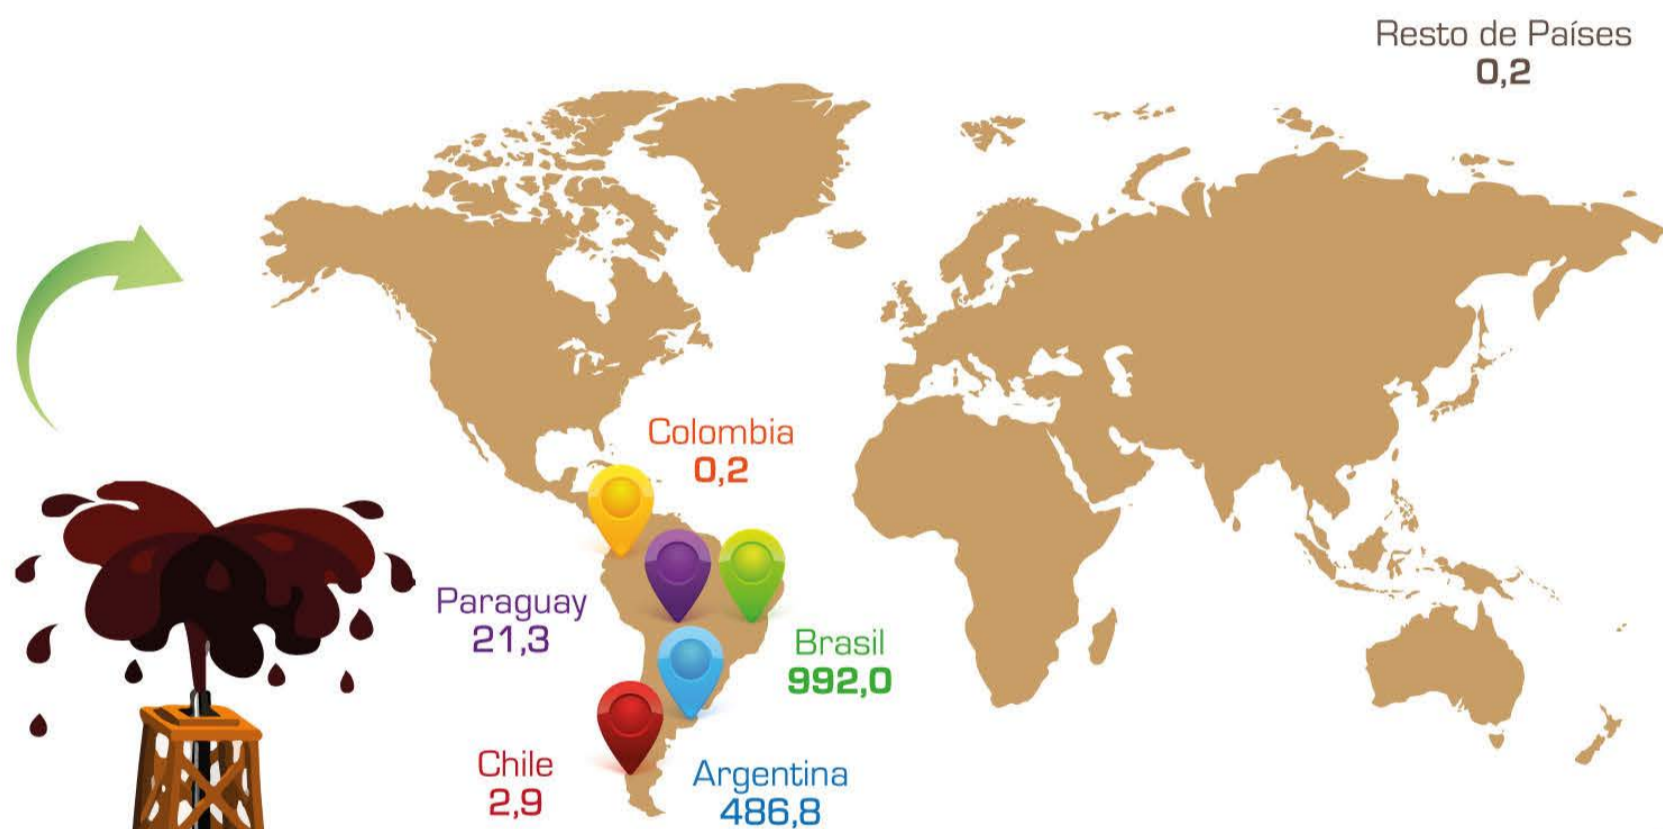 Resto de Países
0,2
Colombia
0,2
Paraguay
21,3
Brasil
992,0
Chile
2,9
Argentina
486,8